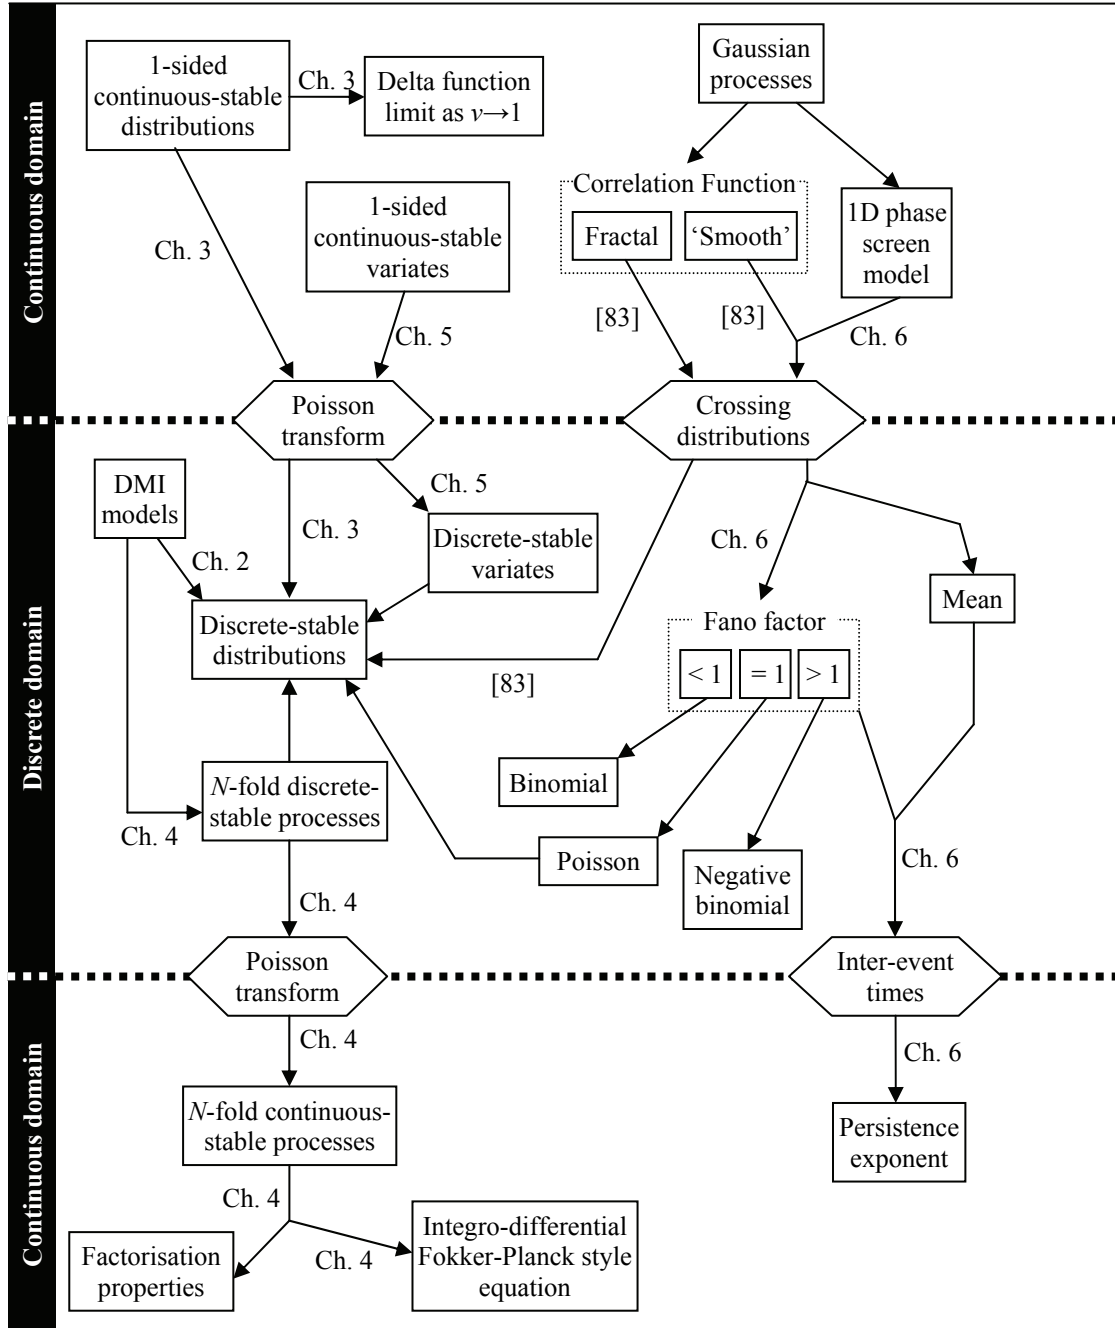 Continuous domain
1-sided
continuous-stable
distributions
Ch. 3
Delta function
limit as v→1
Gaussian
processes
Correlation Function
Fractal
‘Smooth’
1D phase
screen
model
1-sided
continuous-stable
variates
Ch. 3
Ch. 5
[83]
[83]
Ch. 6
Poisson
transform
Crossing
distributions
Discrete domain
DMI
models
Ch. 2
Ch. 3
Ch. 5
Discrete-stable
variates
Ch. 6
Mean
Discrete-stable
distributions
[83]
Fano factor
< 1
= 1
> 1
Binomial
N-fold discrete-
stable processes
Ch. 4
Poisson
Negative
binomial
Ch. 6
Ch. 4
Poisson
transform
Inter-event
times
Continuous domain
Ch. 4
Ch. 6
N-fold continuous-
stable processes
Persistence
exponent
Ch. 4
Ch. 4
Factorisation
properties
Integro-differential
Fokker-Planck style
equation